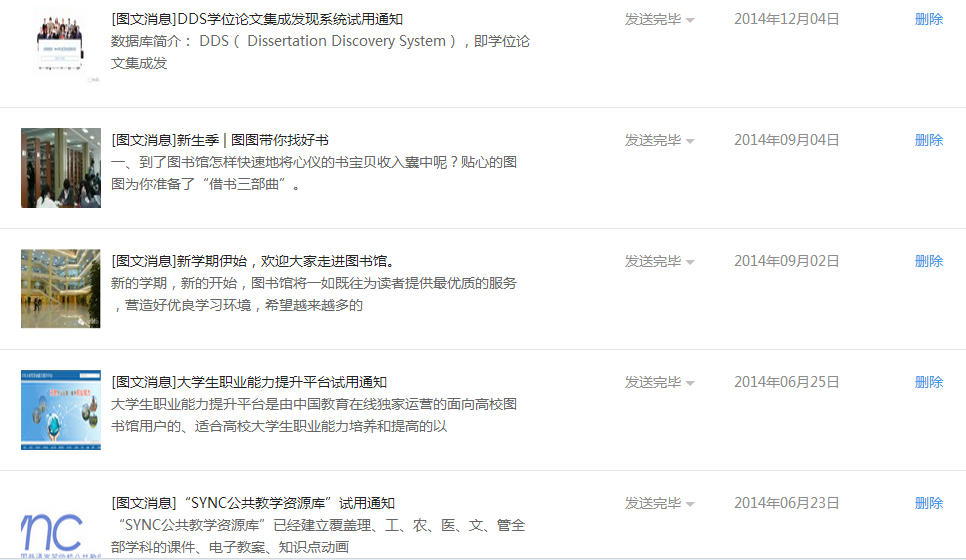 [图文消息]DDS学位论文集成发现系统试用通知 发送完毕 2014年12月04日 删除
数据库简介： DDS（ Dissertation Discovery System ），即学位论
文集成发
[图文消息]新生季 | 图图带你找好书 发送完毕 2014年09月04日 删除
一、到了图书馆怎样快速地将心仪的书宝贝收入囊中呢？贴心的图
图为你准备了“借书三部曲”。
[图文消息]新学期伊始，欢迎大家走进图书馆。 发送完毕 2014年09月02日 删除
新的学期，新的开始，图书馆将一如既往为读者提供最优质的服务
，营造好优良学习环境，希望越来越多的
[图文消息]大学生职业能力提升平台试用通知 发送完毕 2014年06月25日 删除
大学生职业能力提升平台是由中国教育在线独家运营的面向高校图
书馆用户的、适合高校大学生职业能力培养和提高的以
[图文消息]“SYNC公共教学资源库”试用通知 发送完毕 2014年06月23日 删除
“SYNC公共教学资源库”已经建立覆盖理、工、农、医、文、管全
部学科的课件、电子教案、知识点动画